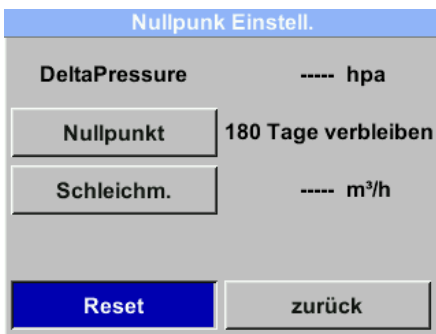 Nullpunk Einstell.
DeltaPressure ----- hpa
Nullpunkt 180 Tage verbleiben
Schleichm. ----- m³/h
Reset zurück